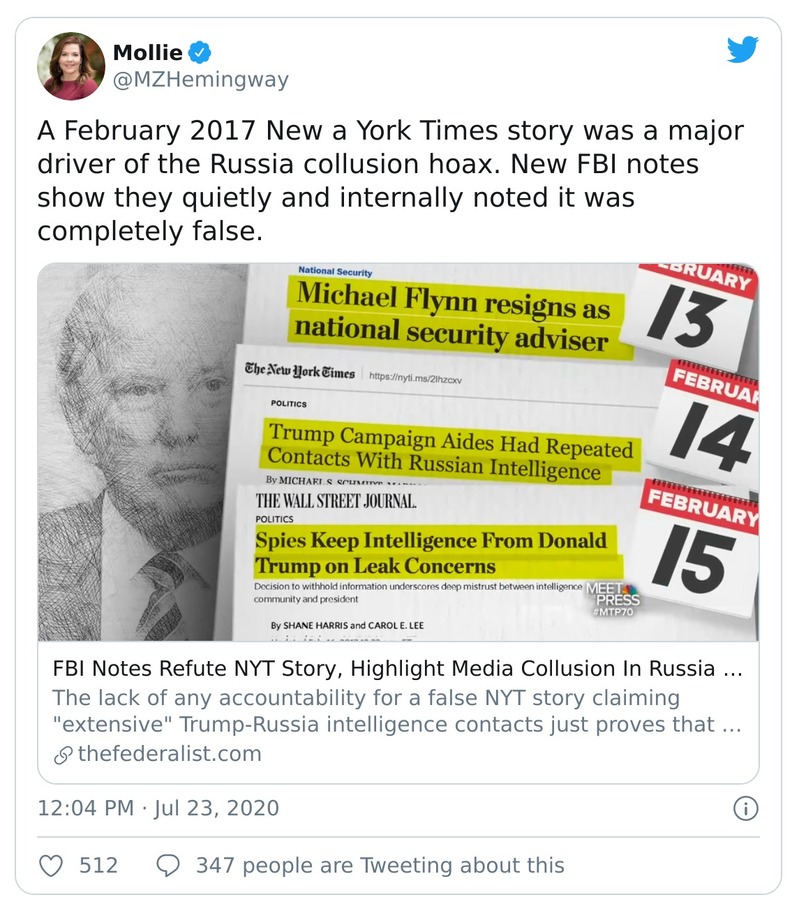 Mollie
@MZHemingway
A February 2017 New a York Times story was a major
driver of the Russia collusion hoax. New FBI notes
show they quietly and internally noted it was
completely false.
National Security
Michael Flynn resigns as
national security adviser
BRUARY
13
The New York Times https://nyti.ms/2lhzcxv
FEBRUA
14
POLITICS
Trump Campaign Aides Had Repeated
Contacts With Russian Intelligence
By MICHAEL S. SCHMIDT
THE WALL STREET JOURNAL.
FEBRUARY
15
POLITICS
Spies Keep Intelligence From Donald
Trump on Leak Concerns
Decision to withhold information underscores deep mistrust between intelligence
community and president
MEET
PRESS
#MTP70
By SHANE HARRIS and CAROL E. LEE
FBI Notes Refute NYT Story, Highlight Media Collusion In Russia ...
The lack of any accountability for a false NYT story claiming
"extensive" Trump-Russia intelligence contacts just proves that ...
thefederalist.com
12:04 PM · Jul 23, 2020
512 347 people are Tweeting about this